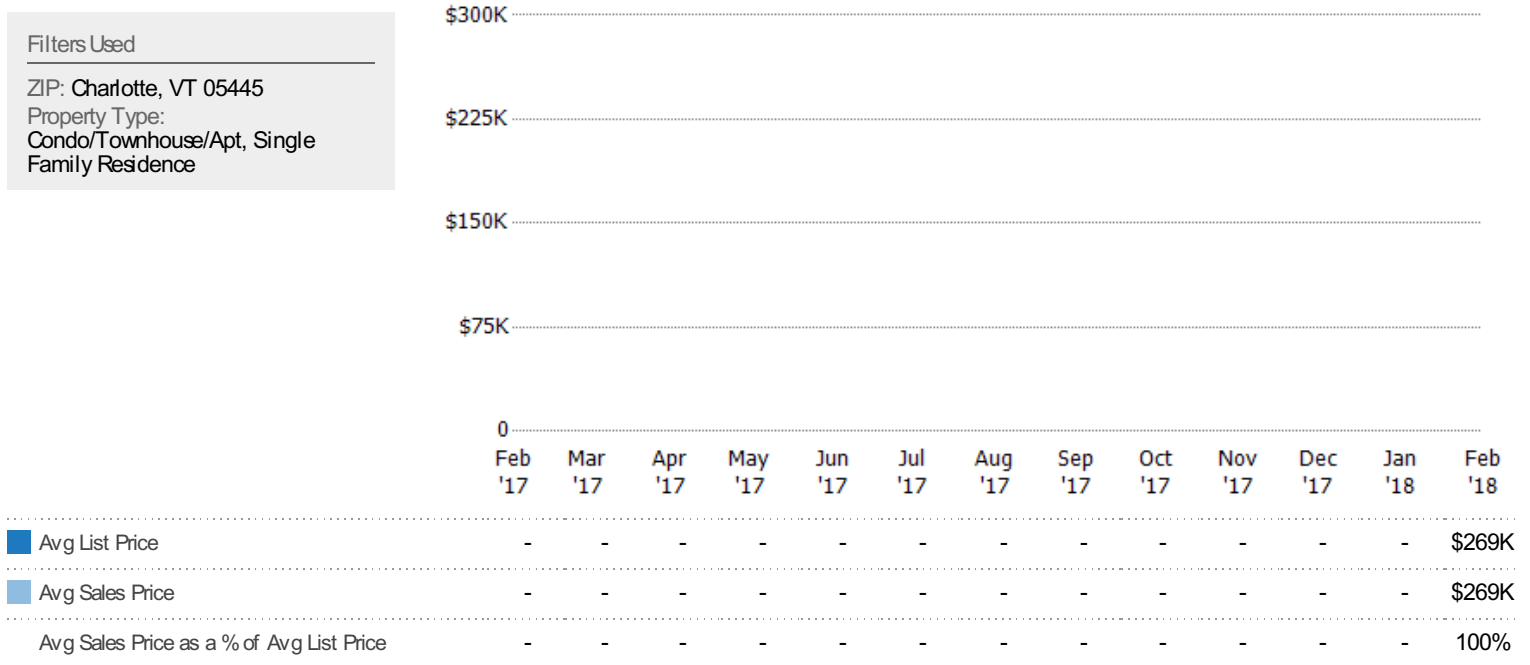 Filters Used
ZIP: Charlotte, VT 05445
Property Type:
Condo/Townhouse/Apt, Single
Family Residence
$300K
$225K
$150K
$75K
0
Feb Mar Apr May Jun Jul Aug Sep Oct Nov Dec Jan Feb
'17 '17 '17 '17 '17 '17 '17 '17 '17 '17 '17 '18 '18
Avg List Price - - - - - - - - - - - - $269K
Avg Sales Price - - - - - - - - - - - - $269K
Avg Sales Price as a % of Avg List Price - - - - - - - - - - - - 100%